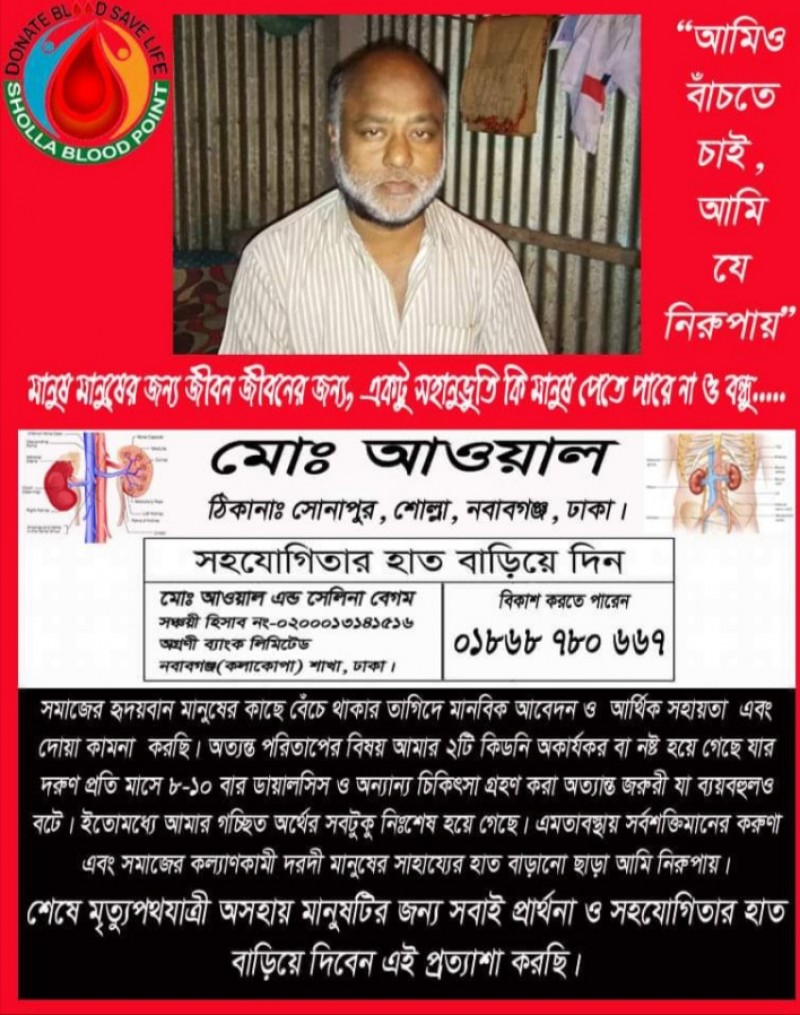 DONATE BLOOD SAVE LIFE
SHOLLA BLOOD POINT
“আমিও
বাঁচতে
চাই,
আমি
যে
নিরুপায়”
মানুষ মানুষের জন্য জীবন জীবনের জন্য, একটু সহানুভুতি কি মানুষ পেতে পারে না ও বন্ধু.....
মোঃ আওয়াল
ঠিকানাঃ সোনাপুর, শোল্লা, নবাবগঞ্জ, ঢাকা।
সহযোগিতার হাত বাড়িয়ে দিন
মোঃ আওয়াল এন্ড সেলিনা বেগম
সঞ্চয়ী হিসাব নং-০২০০০১৩১৪১৫১৬
অগ্রণী ব্যাংক লিমিটেড
নবাবগঞ্জ(কলাকোপা) শাখা, ঢাকা।
বিকাশ করতে পারেন
০১৮৬৮ ৭৮০ ৬৬৭
সমাজের হৃদয়বান মানুষের কাছে বেঁচে থাকার তাগিদে মানবিক আবেদন ও আর্থিক সহায়তা এবং
দোয়া কামনা করছি। অত্যন্ত পরিতাপের বিষয় আমার ২টি কিডনি অকার্যকর বা নষ্ট হয়ে গেছে যার
দরুণ প্রতি মাসে ৮-১০ বার ডায়ালসিস ও অন্যান্য চিকিৎসা গ্রহণ করা অত্যান্ত জরুরী যা ব্যয়বহুলও
বটে। ইতোমধ্যে আমার গচ্ছিত অর্থের সবটুকু নিঃশেষ হয়ে গেছে। এমতাবস্থায় সর্বশক্তিমানের করুণা
এবং সমাজের কল্যাণকামী দরদী মানুষের সাহায্যের হাত বাড়ানো ছাড়া আমি নিরুপায়।
শেষে মৃত্যুপথযাত্রী অসহায় মানুষটির জন্য সবাই প্রার্থনা ও সহযোগিতার হাত
বাড়িয়ে দিবেন এই প্রত্যাশা করছি।